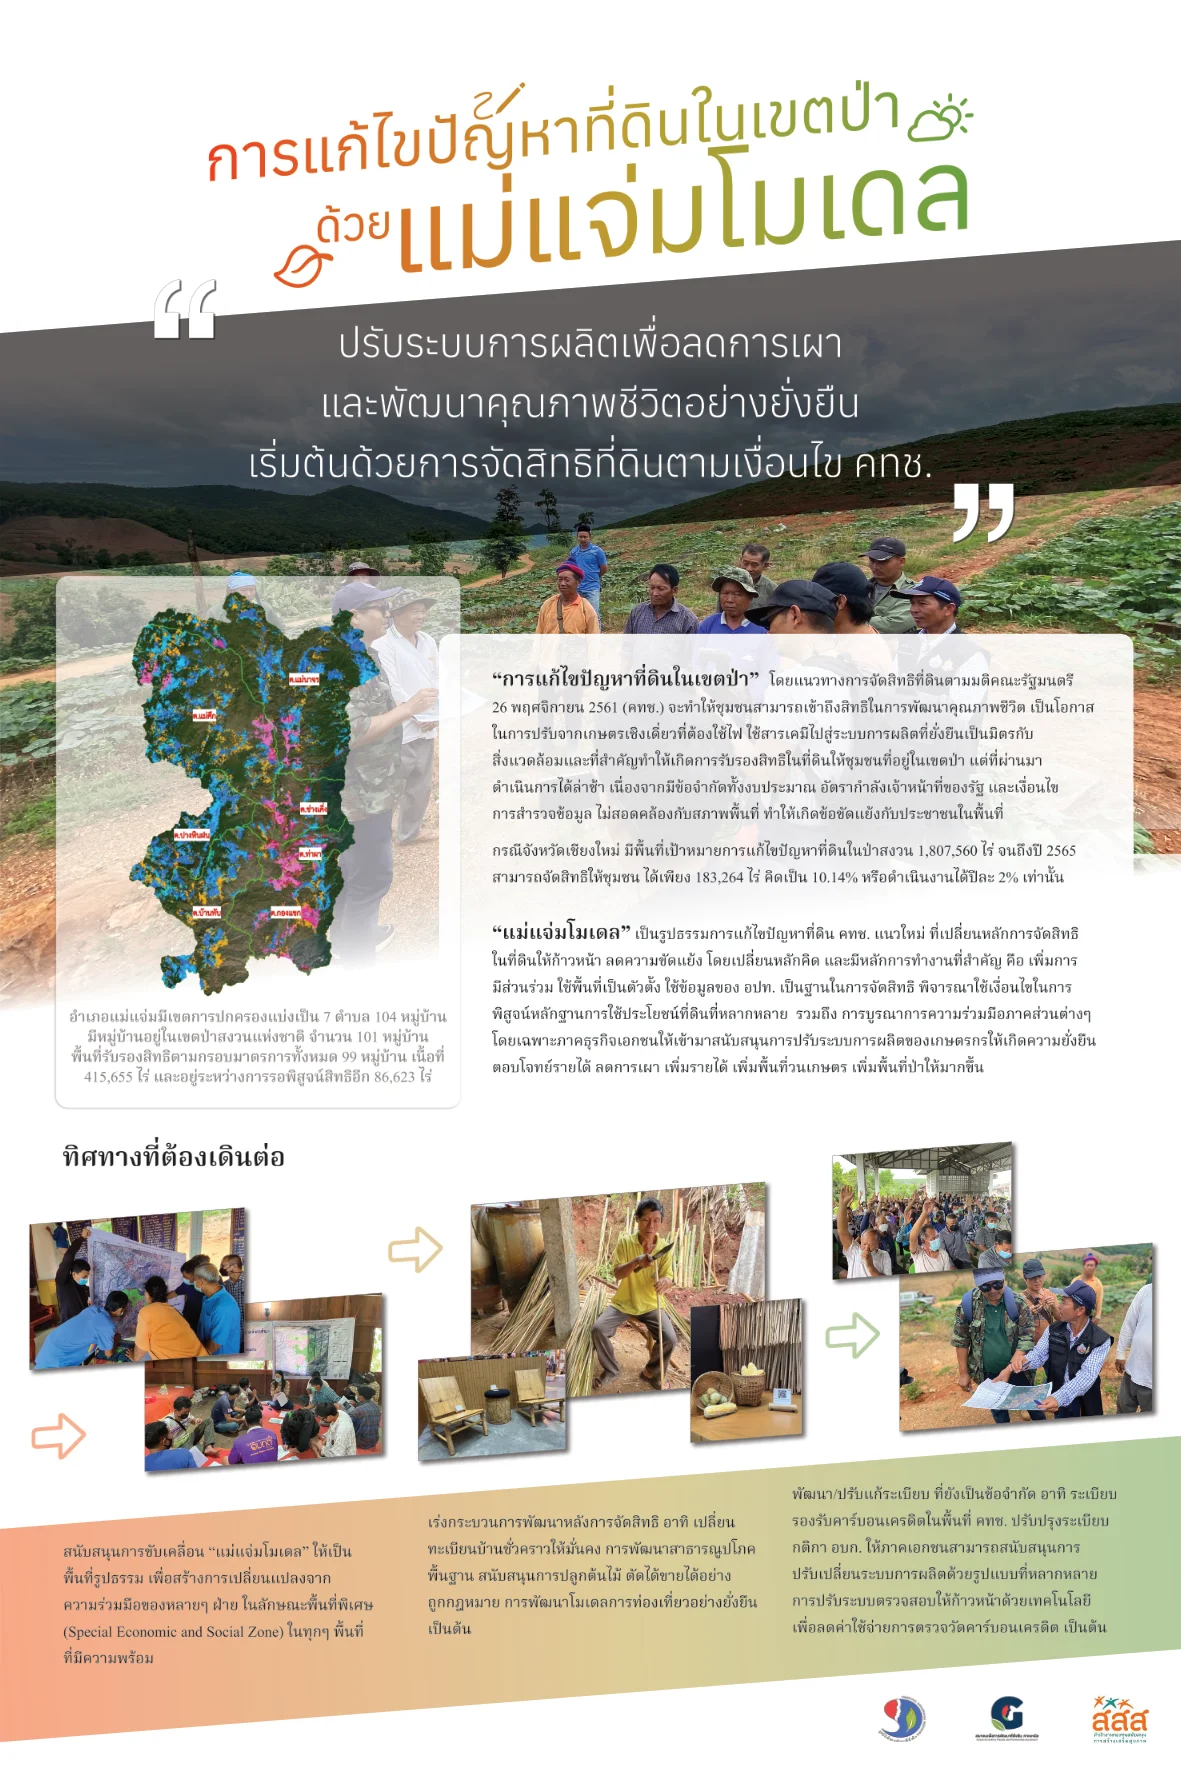 การแก้ไขปัญหาที่ดินในเขตป่า
ด้วย แม่แจ่มโมเดล
“
ปรับระบบการผลิตเพื่อลดการเผา
และพัฒนาคุณภาพชีวิตอย่างยั่งยืน
เริ่มต้นด้วยการจัดสิทธิที่ดินตามเงื่อนไข คทช.
”
ต.แม่นาจร
ต.แม่ศึก
ต.ช่างเคิ่ง
ต.ปางหินฝน
ต.ท่าผา
ต.บ้านทับ
ต.กองแขก
อำเภอแม่แจ่มมีเขตการปกครองแบ่งเป็น 7 ตำบล 104 หมู่บ้าน
มีหมู่บ้านอยู่ในเขตป่าสงวนแห่งชาติ จำนวน 101 หมู่บ้าน
พื้นที่รับรองสิทธิตามกรอบมาตรการทั้งหมด 99 หมู่บ้าน เนื้อที่
415,655 ไร่ และอยู่ระหว่างการรอพิสูจน์สิทธิอีก 86,623 ไร่
“การแก้ไขปัญหาที่ดินในเขตป่า” โดยแนวทางการจัดสิทธิที่ดินตามมติคณะรัฐมนตรี
26 พฤศจิกายน 2561 (คทช.) จะทำให้ชุมชนสามารถเข้าถึงสิทธิในการพัฒนาคุณภาพชีวิต เป็นโอกาส
ในการปรับจากเกษตรเชิงเดี่ยวที่ต้องใช้ไฟ ใช้สารเคมีไปสู่ระบบการผลิตที่ยั่งยืนเป็นมิตรกับ
สิ่งแวดล้อมและที่สำคัญทำให้เกิดการรับรองสิทธิในที่ดินให้ชุมชนที่อยู่ในเขตป่า แต่ที่ผ่านมา
ดำเนินการได้ล่าช้า เนื่องจากมีข้อจำกัดทั้งงบประมาณ อัตรากำลังเจ้าหน้าที่ของรัฐ และเงื่อนไข
การสำรวจข้อมูล ไม่สอดคล้องกับสภาพพื้นที่ ทำให้เกิดข้อขัดแย้งกับประชาชนในพื้นที่
กรณีจังหวัดเชียงใหม่ มีพื้นที่เป้าหมายการแก้ไขปัญหาที่ดินในป่าสงวน 1,807,560 ไร่ จนถึงปี 2565
สามารถจัดสิทธิให้ชุมชน ได้เพียง 183,264 ไร่ คิดเป็น 10.14% หรือดำเนินงานได้ปีละ 2% เท่านั้น
“แม่แจ่มโมเดล” เป็นรูปธรรมการแก้ไขปัญหาที่ดิน คทช. แนวใหม่ ที่เปลี่ยนหลักการจัดสิทธิ
ในที่ดินให้ก้าวหน้า ลดความขัดแย้ง โดยเปลี่ยนหลักคิด และมีหลักการทำงานที่สำคัญ คือ เพิ่มการ
มีส่วนร่วม ใช้พื้นที่เป็นตัวตั้ง ใช้ข้อมูลของ อปท. เป็นฐานในการจัดสิทธิ พิจารณาใช้เงื่อนไขในการ
พิสูจน์หลักฐานการใช้ประโยชน์ที่ดินที่หลากหลาย รวมถึง การบูรณาการความร่วมมือภาคส่วนต่างๆ
โดยเฉพาะภาคธุรกิจเอกชนให้เข้ามาสนับสนุนการปรับระบบการผลิตของเกษตรกรให้เกิดความยั่งยืน
ตอบโจทย์รายได้ ลดการเผา เพิ่มรายได้ เพิ่มพื้นที่วนเกษตร เพิ่มพื้นที่ป่าให้มากขึ้น
ทิศทางที่ต้องเดินต่อ
สนับสนุนการขับเคลื่อน “แม่แจ่มโมเดล” ให้เป็น
พื้นที่รูปธรรม เพื่อสร้างการเปลี่ยนแปลงจาก
ความร่วมมือของหลายๆ ฝ่าย ในลักษณะพื้นที่พิเศษ
(Special Economic and Social Zone) ในทุกๆ พื้นที่
ที่มีความพร้อม
เร่งกระบวนการพัฒนาหลังการจัดสิทธิ อาทิ เปลี่ยน
ทะเบียนบ้านชั่วคราวให้มั่นคง การพัฒนาสาธารณูปโภค
พื้นฐาน สนับสนุนการปลูกต้นไม้ ตัดได้ขายได้อย่าง
ถูกกฎหมาย การพัฒนาโมเดลการท่องเที่ยวอย่างยั่งยืน
เป็นต้น
พัฒนา/ปรับแก้ระเบียบ ที่ยังเป็นข้อจำกัด อาทิ ระเบียบ
รองรับคาร์บอนเครดิตในพื้นที่ คทช. ปรับปรุงระเบียบ
กติกา อบก. ให้ภาคเอกชนสามารถสนับสนุนการ
ปรับเปลี่ยนระบบการผลิตด้วยรูปแบบที่หลากหลาย
การปรับระบบตรวจสอบให้ก้าวหน้าด้วยเทคโนโลยี
เพื่อลดค่าใช้จ่ายการตรวจวัดคาร์บอนเครดิต เป็นต้น
สสส
สำนักงานกองทุนสนับสนุน
การสร้างเสริมสุขภาพ